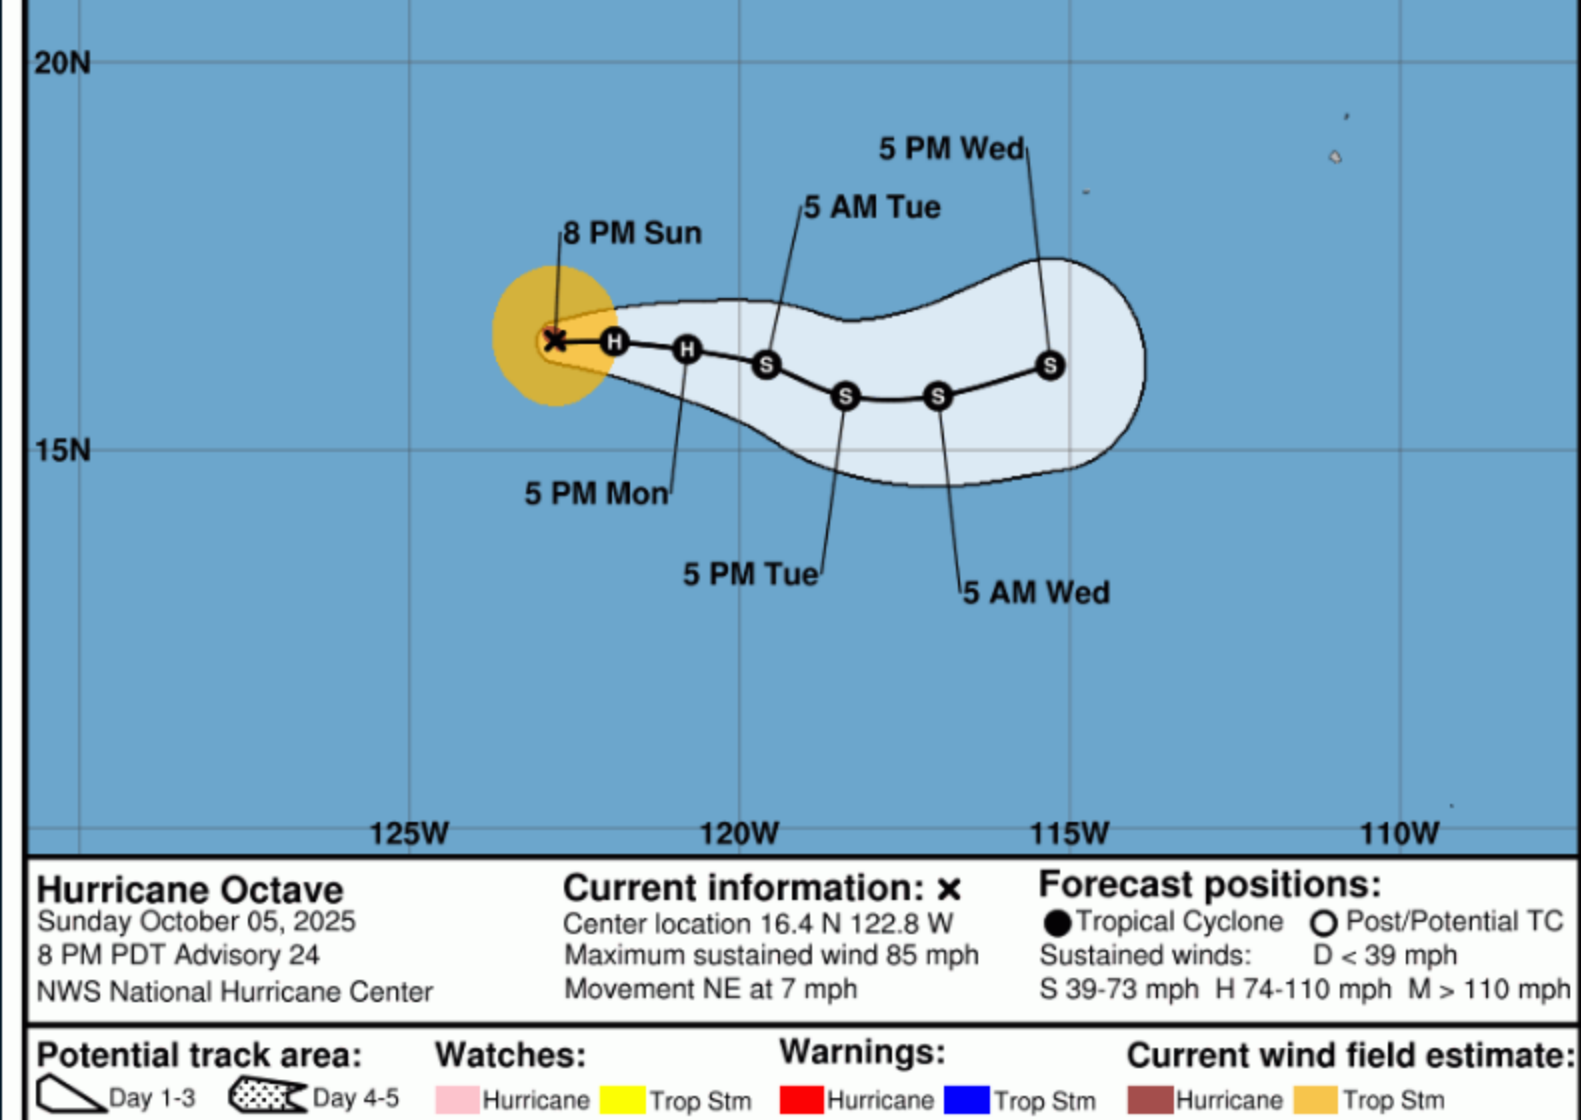 20N
5 PM Wed
5 AM Tue
8 PM Sun
H
H
S
S
S
S
15N
5 PM Mon
5 PM Tue
5 AM Wed
125W
120W
115W
110W
Hurricane Octave
Sunday October 05, 2025
8 PM PDT Advisory 24
NWS National Hurricane Center
Current information: ×
Center location 16.4 N 122.8 W
Maximum sustained wind 85 mph
Movement NE at 7 mph
Forecast positions:
Tropical Cyclone Post/Potential TC
Sustained winds: D < 39 mph
S 39-73 mph H 74-110 mph M > 110 mph
Potential track area:
Day 1-3 Day 4-5
Watches:
Hurricane Trop Stm
Warnings:
Hurricane Trop Stm
Current wind field estimate:
Hurricane Trop Stm